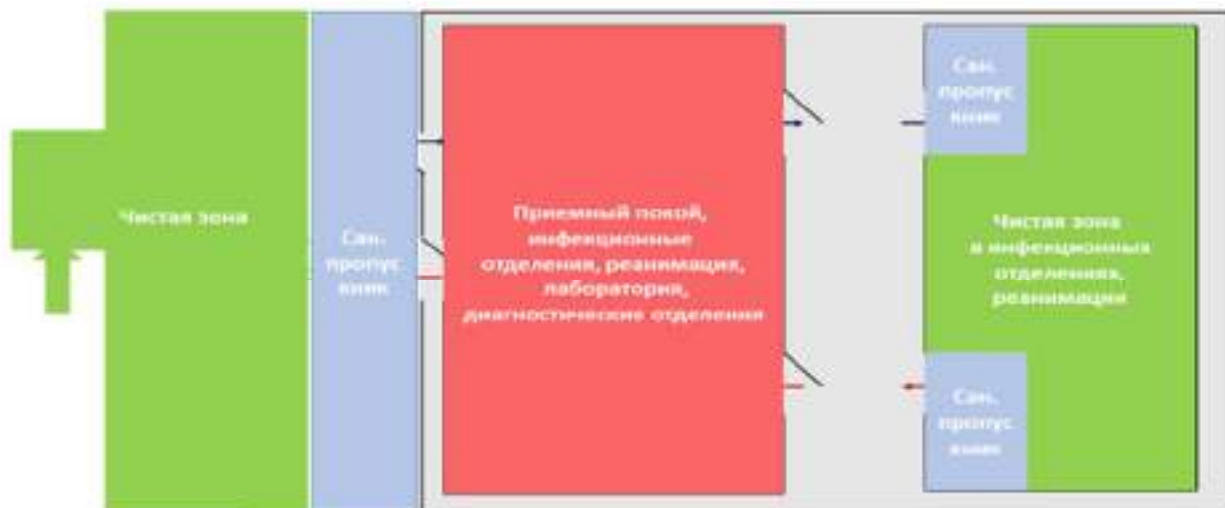 Чистая зона
Сан.
пропус
кник
Приемный покой,
инфекционные
отделения, реанимация,
лаборатория,
диагностические отделения
Сан.
пропус
кник
Чистая зона
в инфекционных
отделениях,
реанимации
Сан.
пропус
кник